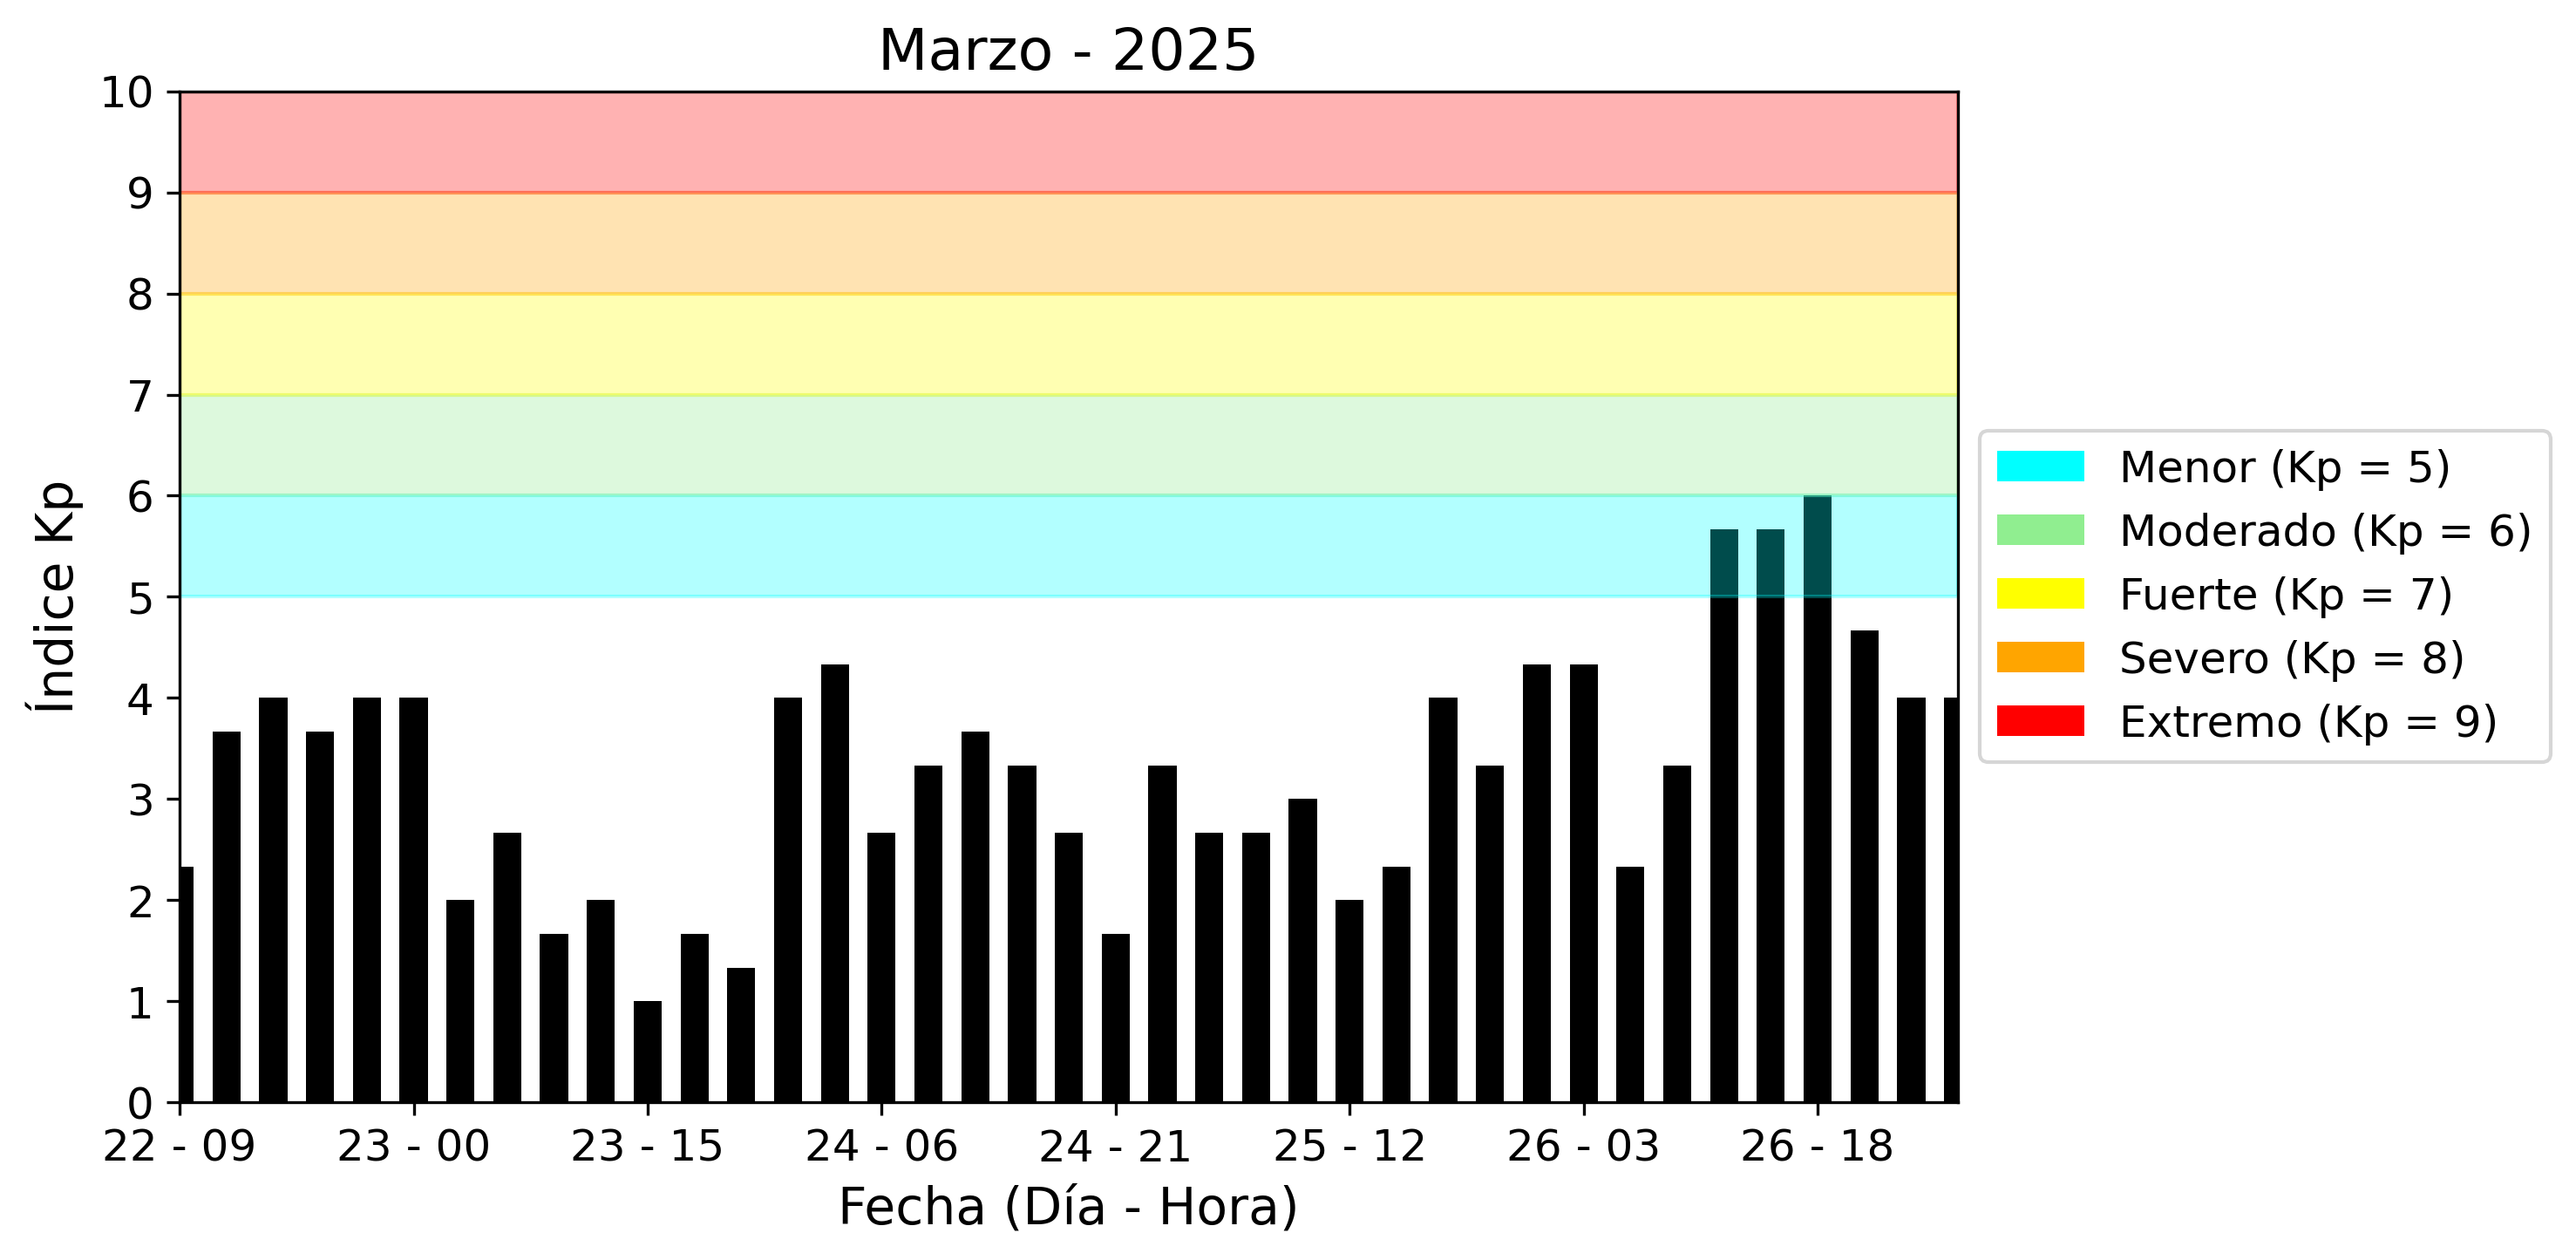 Marzo - 2025
10
9
8
7
6
5
4
3
2
1
0
Índice Kp
22 - 09
23 - 00
23 - 15
24 - 06
24 - 21
25 - 12
26 - 03
26 - 18
Fecha (Día - Hora)
Menor (Kp = 5)
Moderado (Kp = 6)
Fuerte (Kp = 7)
Severo (Kp = 8)
Extremo (Kp = 9)